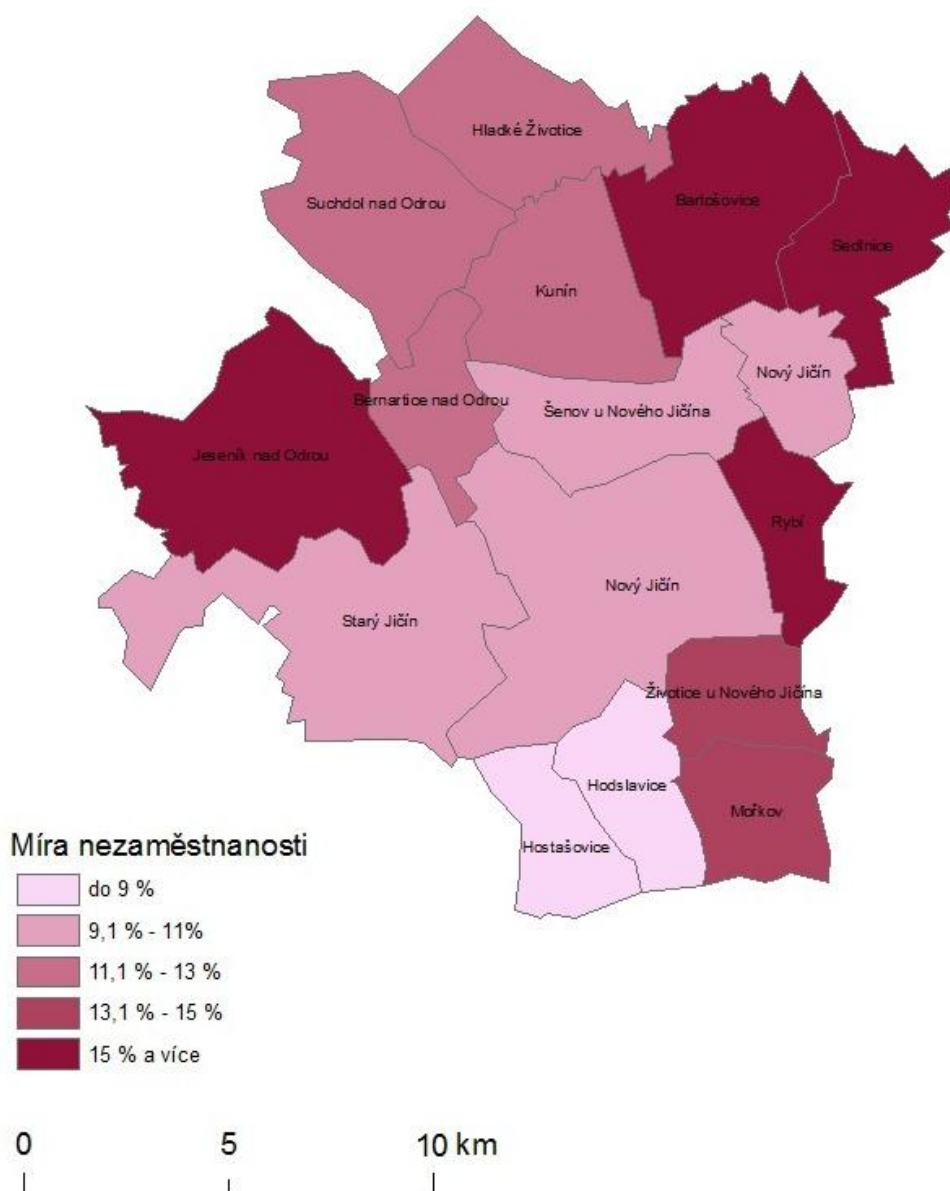 Hladké Životice
Suchdol nad Odrou
Bartošovice
Sedlnice
Kunín
Nový Jičín
Bernartice nad Odrou
Šenov u Nového Jičína
Jeseník nad Odrou
Rybí
Nový Jičín
Starý Jičín
Životice u Nového Jičína
Hodslavice
Mořkov
Hostašovice
Míra nezaměstnanosti
do 9 %
9,1 % - 11%
11,1 % - 13 %
13,1 % - 15 %
15 % a více
0 5 10 km